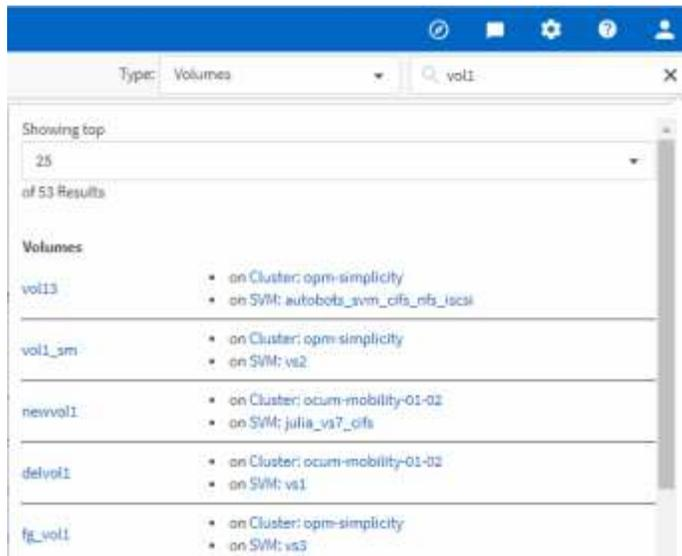 Type: Volumes vol1
Showing top
25
of 53 Results
Volumes
vol13
• on Cluster: opm-simplicity
• on SVM: autobots_svm_cifs_nfs_iscsi
vol1_sm
• on Cluster: opm-simplicity
• on SVM: vs2
newvol1
• on Cluster: ocum-mobility-01-02
• on SVM: julia_vs7_cifs
delvol1
• on Cluster: ocum-mobility-01-02
• on SVM: vs1
fg_vol1
• on Cluster: opm-simplicity
• on SVM: vs3